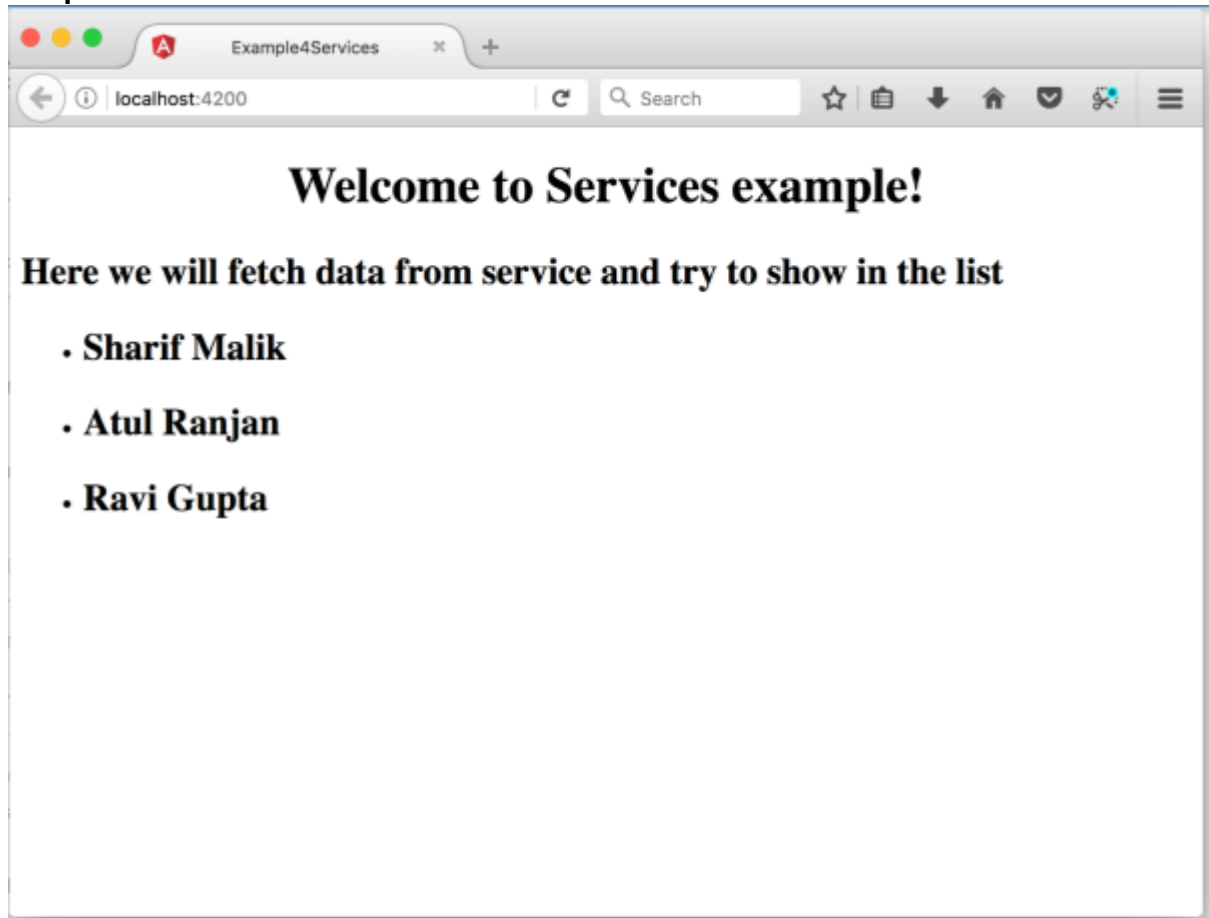 Example4Services
localhost:4200
Search
Welcome to Services example!
Here we will fetch data from service and try to show in the list
• Sharif Malik
• Atul Ranjan
• Ravi Gupta